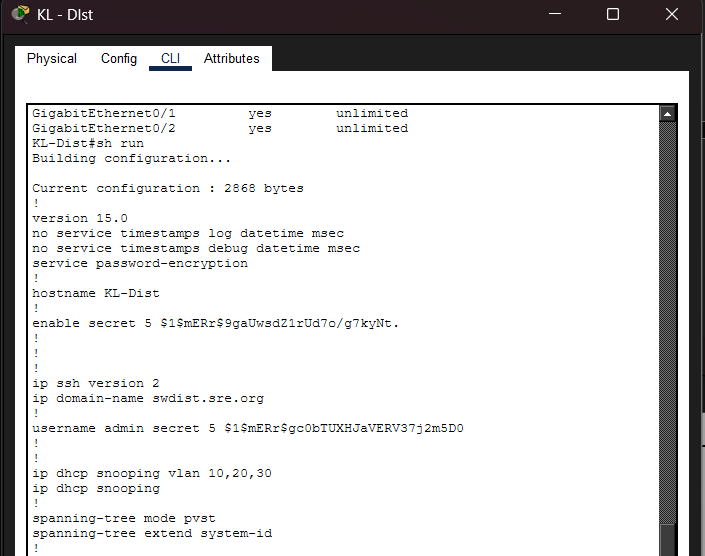 KL - DIst
Physical Config CLI Attributes
GigabitEthernet0/1 yes unlimited
GigabitEthernet0/2 yes unlimited
KL-Dist#sh run
Building configuration...
Current configuration : 2868 bytes
!
version 15.0
no service timestamps log datetime msec
no service timestamps debug datetime msec
service password-encryption
!
hostname KL-Dist
!
enable secret 5 $1$mERr$9gaUwsdZ1rUd7o/g7kyNt.
!
!
!
ip ssh version 2
ip domain-name swdist.sre.org
!
username admin secret 5 $1$mERr$gc0bTUXHJaVERV37j2m5D0
!
!
ip dhcp snooping vlan 10,20,30
ip dhcp snooping
!
spanning-tree mode pvst
spanning-tree extend system-id
!